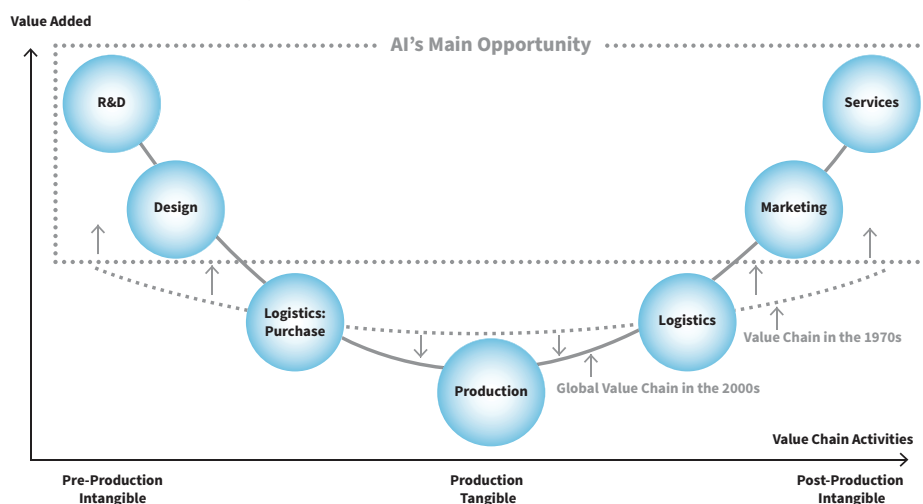 Value Added
AI's Main Opportunity
R&D
Services
Design
Marketing
Logistics:
Purchase
Logistics
Value Chain in the 1970s
Production
Global Value Chain in the 2000s
Value Chain Activities
Pre-Production
Intangible
Production
Tangible
Post-Production
Intangible